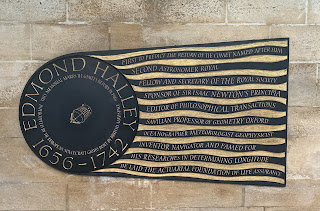 EDMOND HALLEY
1656–1742
FIRST TO PREDICT THE RETURN OF THE COMET NAMED AFTER HIM
SECOND ASTRONOMER ROYAL
FELLOW AND SECRETARY OF THE ROYAL SOCIETY
SPONSOR OF SIR ISAAC NEWTON'S PRINCIPIA
EDITOR OF PHILOSOPHICAL TRANSACTIONS
SAVILIAN PROFESSOR OF GEOMETRY OXFORD
OCEANOGRAPHER METEOROLOGIST GEOPHYSICIST
INVENTOR NAVIGATOR AND FAMED FOR
HIS RESEARCHES IN DETERMINING LONGITUDE
HE LAID THE ACTUARIAL FOUNDATION OF LIFE ASSURANCE